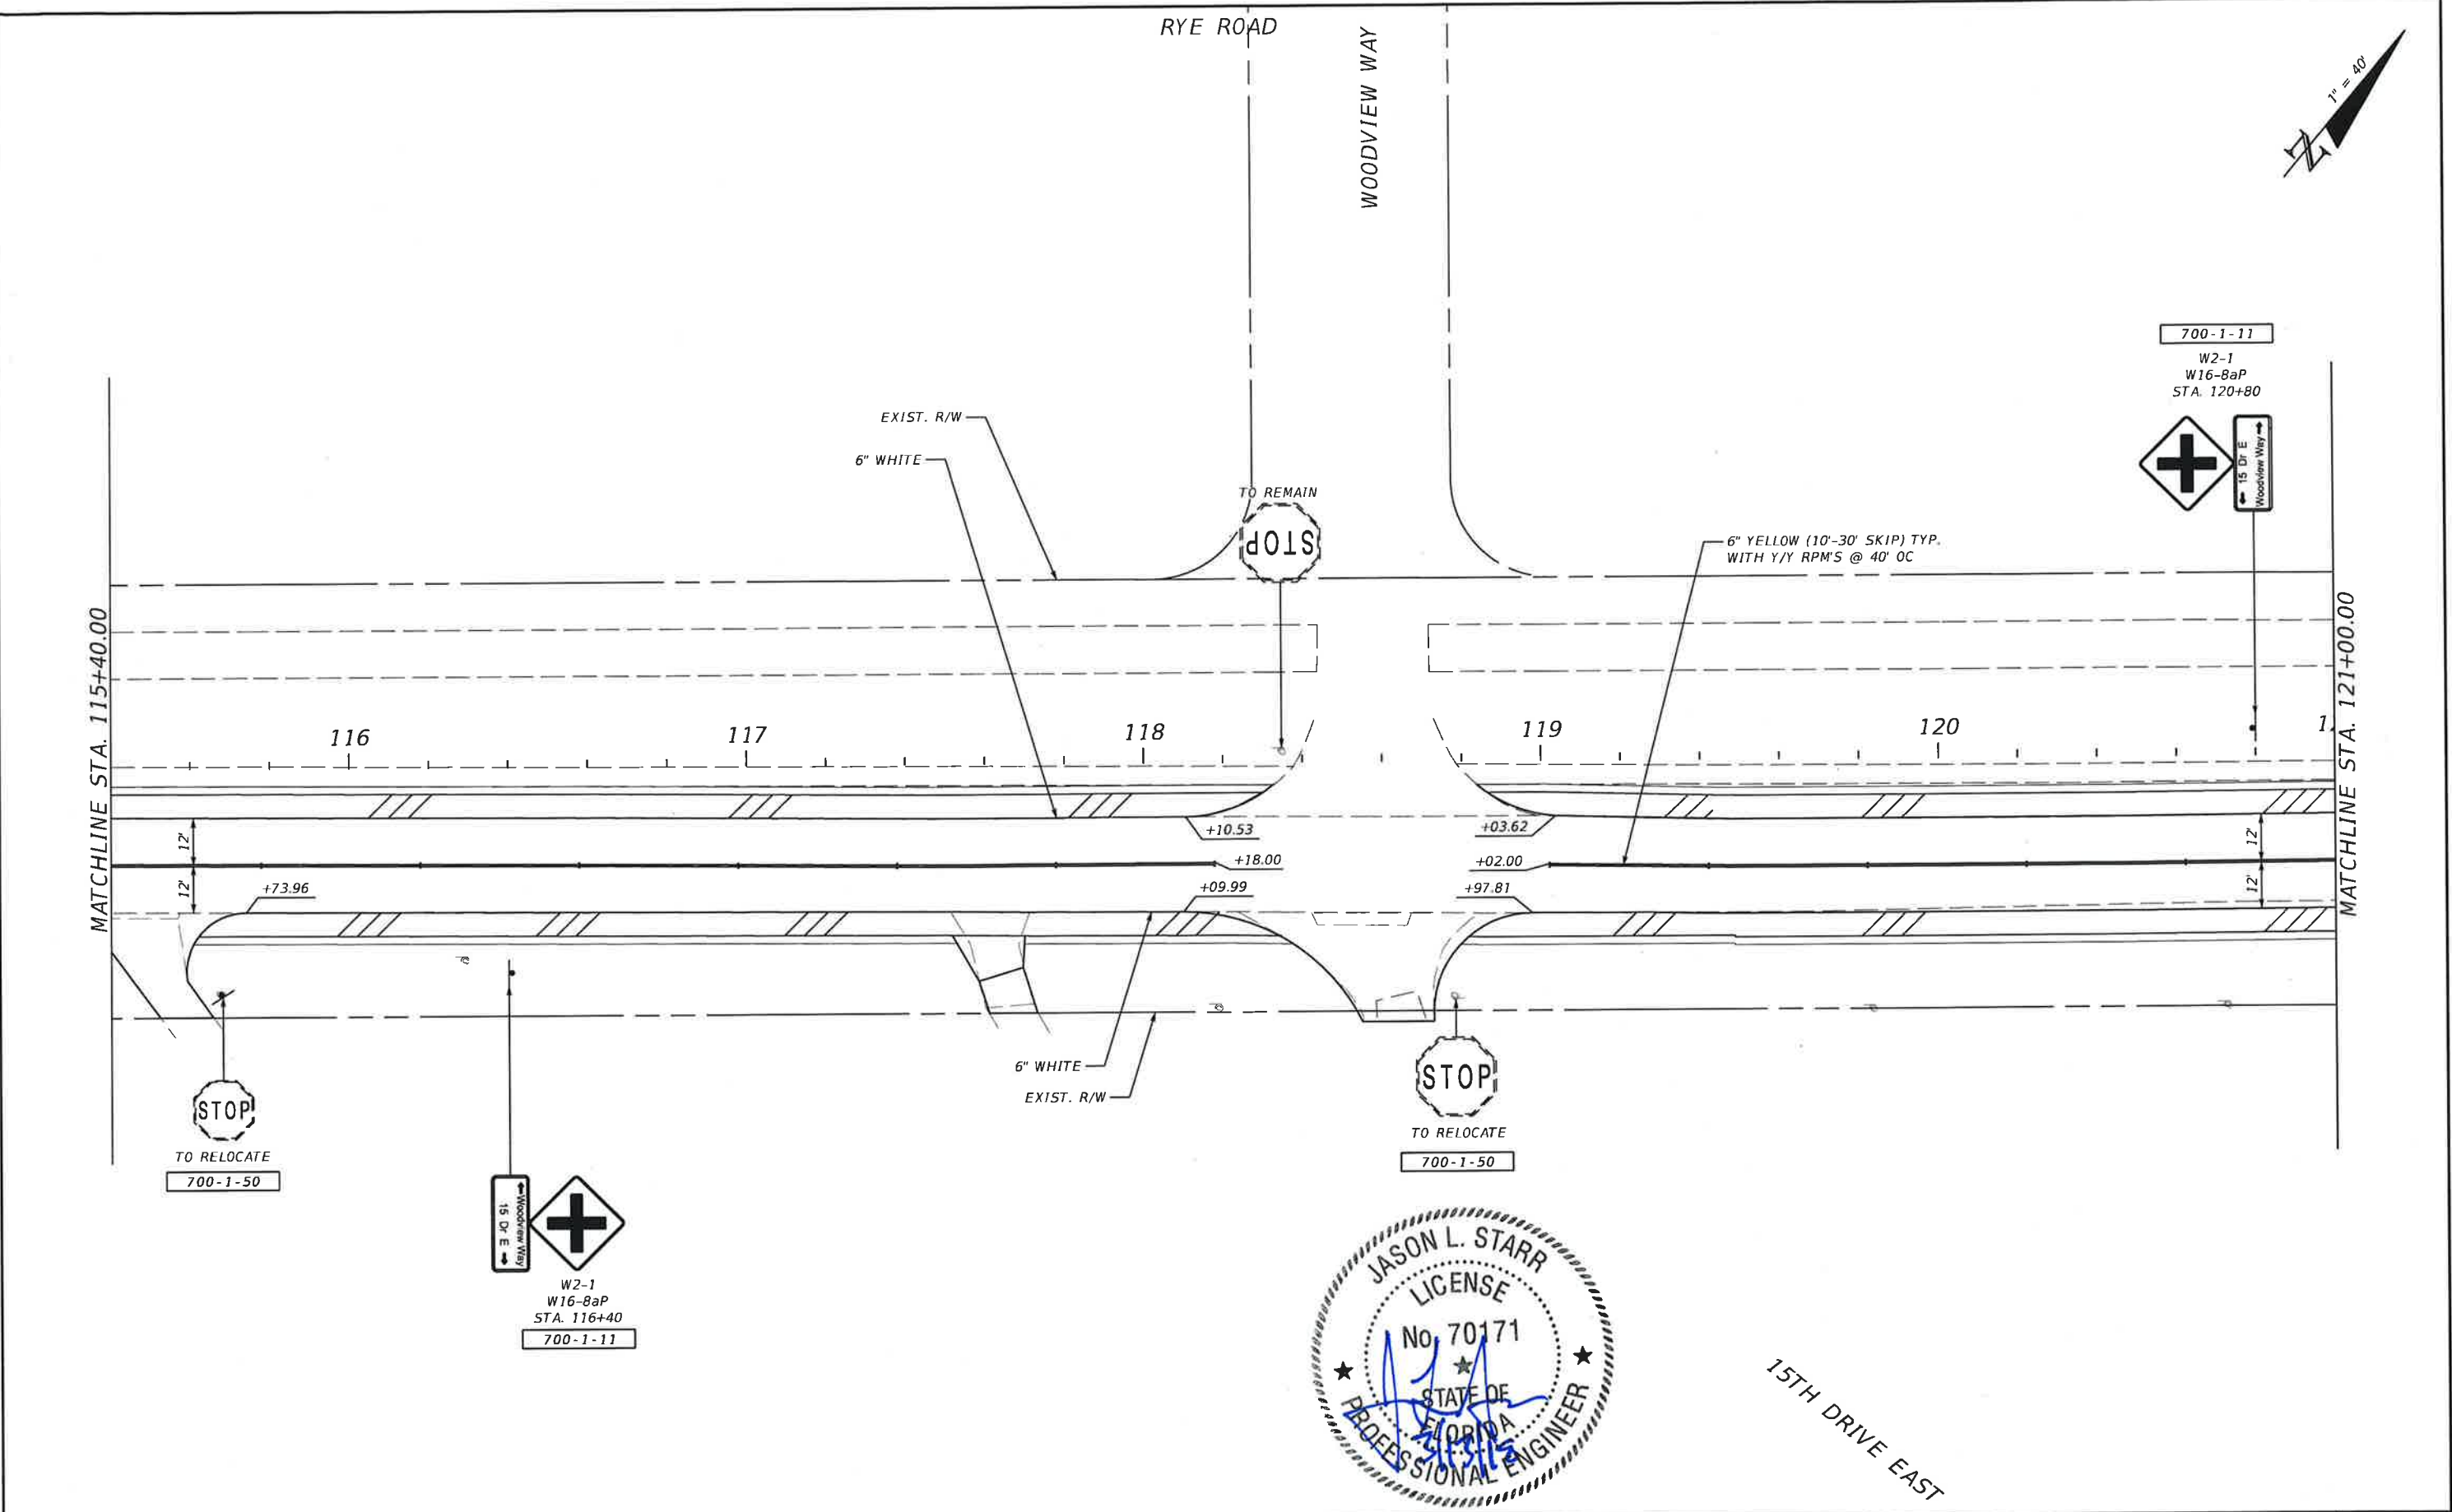 RYE ROAD
WOODVIEW WAY
1" = 40'
N
700-1-11
W2-1
W16-8aP
STA. 120+80
← 15 Dr E
Woodview Way →
EXIST. R/W
6" WHITE
TO REMAIN
STOP
6" YELLOW (10'-30' SKIP) TYP.
WITH Y/Y RPM'S @ 40' OC
MATCHLINE STA. 115+40.00
MATCHLINE STA. 121+00.00
116
117
118
119
120
12'
12'
+73.96
+10.53
+18.00
+09.99
+03.62
+02.00
+97.81
12'
12'
6" WHITE
EXIST. R/W
STOP
TO RELOCATE
700-1-50
STOP
TO RELOCATE
700-1-50
← Woodview Way
15 Dr E →
W2-1
W16-8aP
STA. 116+40
700-1-11
JASON L. STARR
LICENSE
No. 70171
STATE OF
FLORIDA
PROFESSIONAL ENGINEER
15TH DRIVE EAST